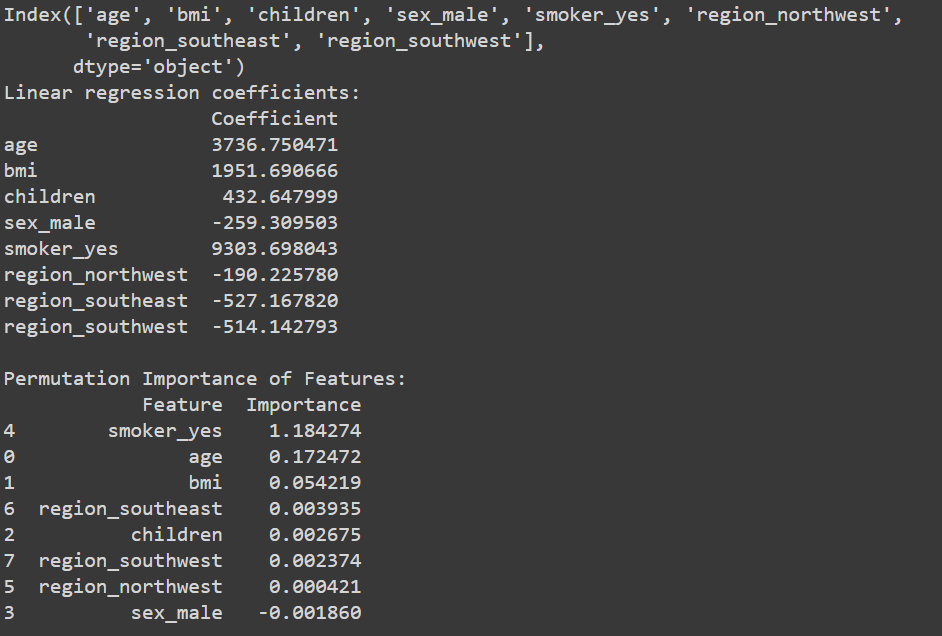 Index(['age', 'bmi', 'children', 'sex_male', 'smoker_yes', 'region_northwest',
       'region_southeast', 'region_southwest'],
      dtype='object')
Linear regression coefficients:
                  Coefficient
age               3736.750471
bmi               1951.690666
children           432.647999
sex_male          -259.309503
smoker_yes        9303.698043
region_northwest  -190.225780
region_southeast  -527.167820
region_southwest  -514.142793

Permutation Importance of Features:
            Feature  Importance
4        smoker_yes    1.184274
0               age    0.172472
1               bmi    0.054219
6  region_southeast    0.003935
2          children    0.002675
7  region_southwest    0.002374
5  region_northwest    0.000421
3          sex_male   -0.001860